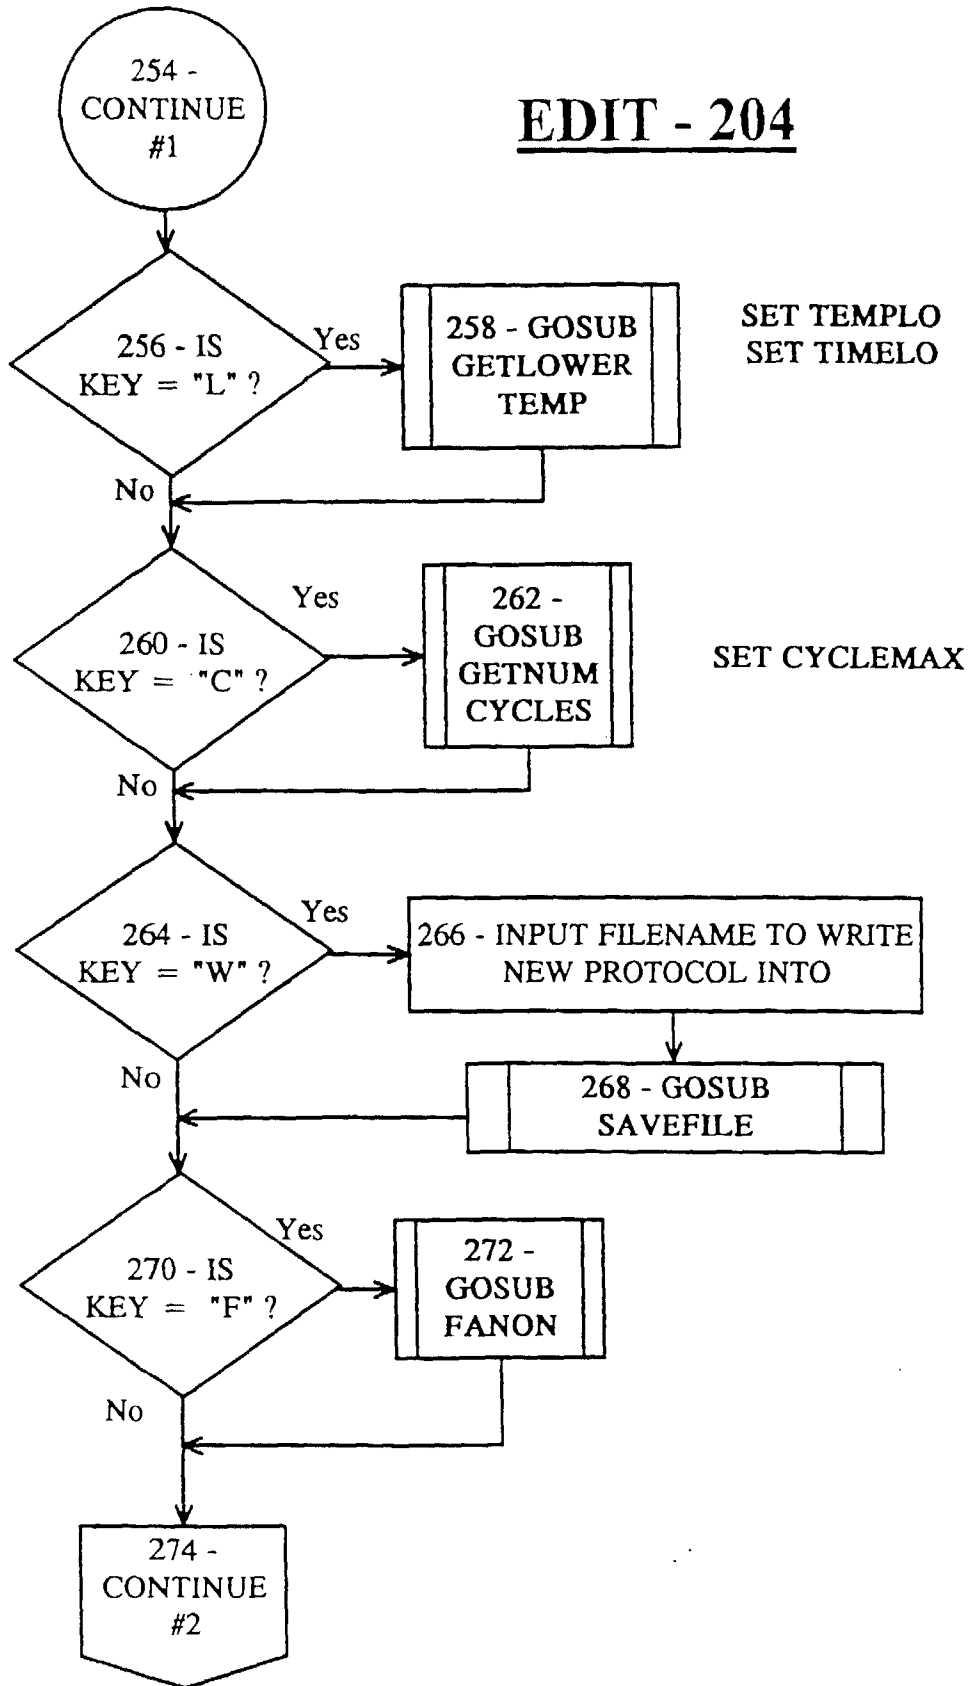 254 -
CONTINUE
#1
EDIT - 204
256 - IS
KEY = "L" ?
Yes
258 - GOSUB
GETLOWER
TEMP
SET TEMPLO
SET TIMELO
No
260 - IS
KEY = "C" ?
Yes
262 -
GOSUB
GETNUM
CYCLES
SET CYCLEMAX
No
264 - IS
KEY = "W" ?
Yes
266 - INPUT FILENAME TO WRITE
NEW PROTOCOL INTO
No
268 - GOSUB
SAVEFILE
270 - IS
KEY = "F" ?
Yes
272 -
GOSUB
FANON
No
274 -
CONTINUE
#2